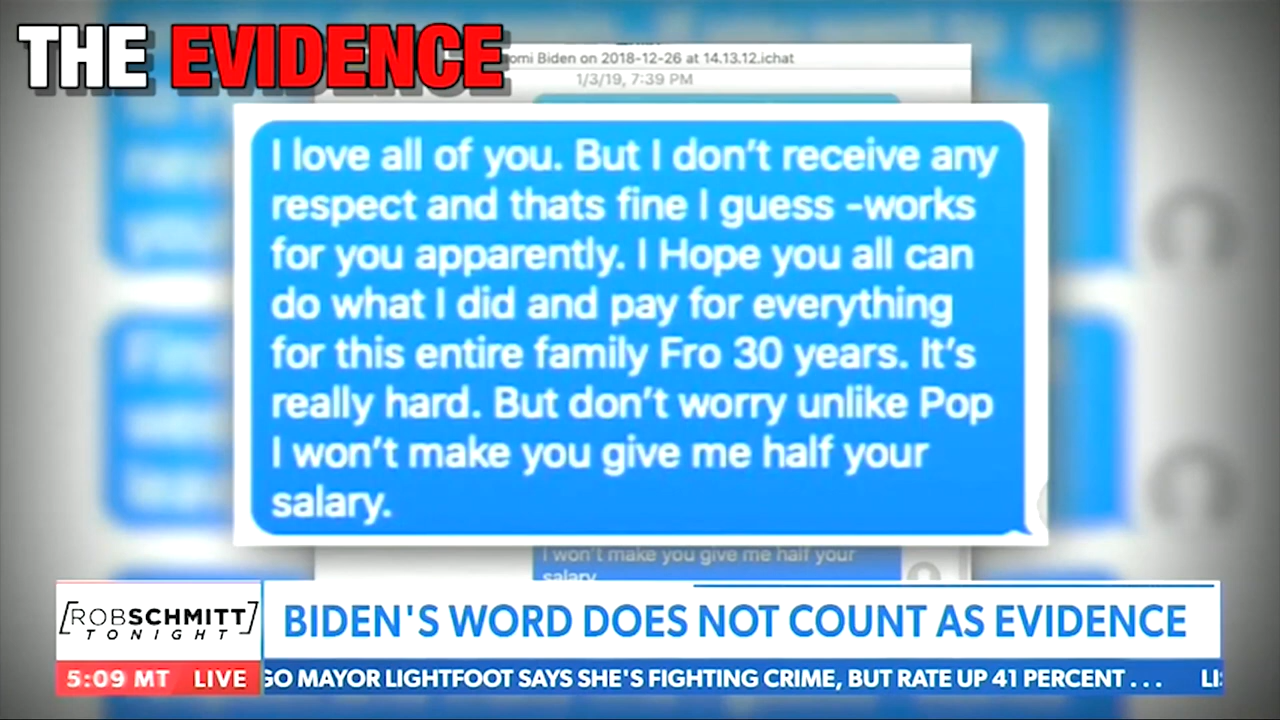 THE EVIDENCE
omi Biden on 2018-12-26 at 14.13.12.ichat
1/3/19, 7:39 PM
I love all of you. But I don't receive any
respect and thats fine I guess -works
for you apparently. I Hope you all can
do what I did and pay for everything
for this entire family Fro 30 years. It's
really hard. But don't worry unlike Pop
I won't make you give me half your
salary.
I won't make you give me half your
salary
[ROBSCHMITT]
TONIGHT
BIDEN'S WORD DOES NOT COUNT AS EVIDENCE
5:09 MT LIVE
GO MAYOR LIGHTFOOT SAYS SHE'S FIGHTING CRIME, BUT RATE UP 41 PERCENT . . . LI